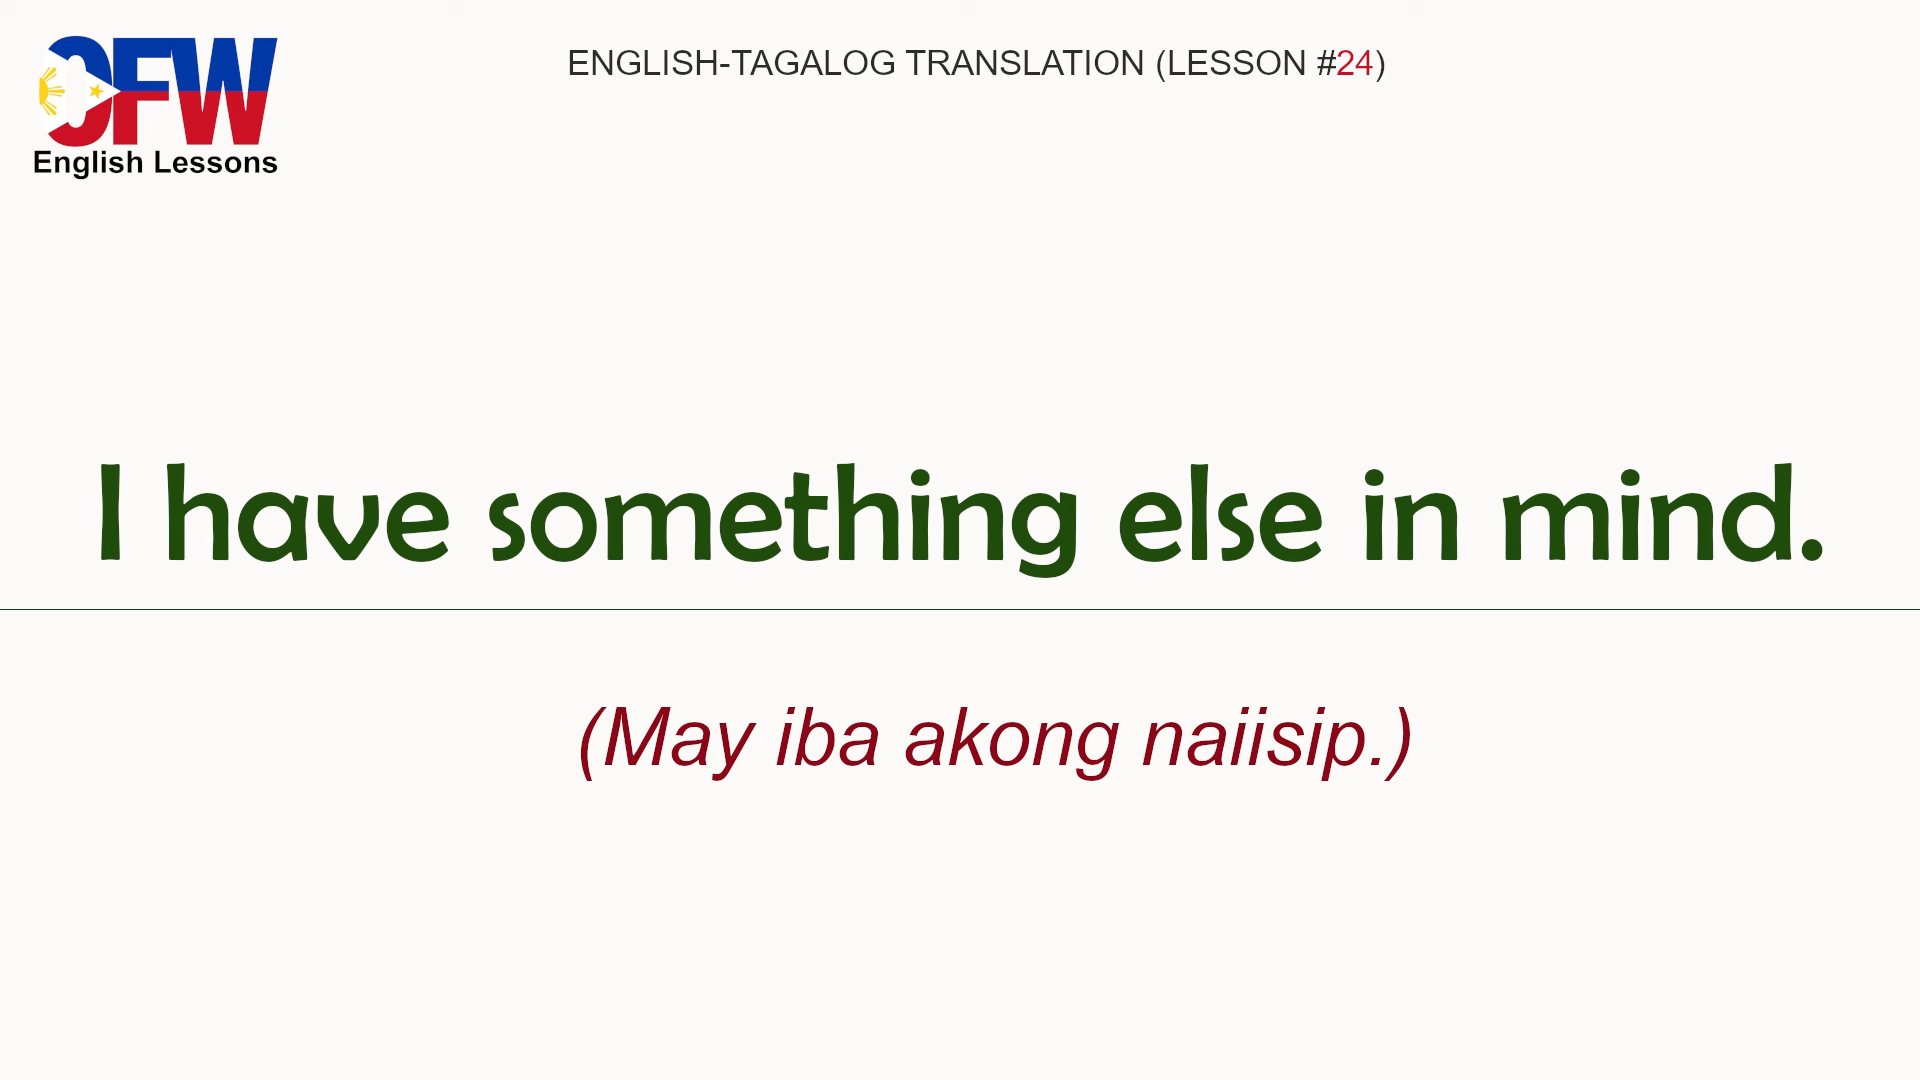 OFW
English Lessons
ENGLISH-TAGALOG TRANSLATION (LESSON #24)
I have something else in mind.
(May iba akong naiisip.)